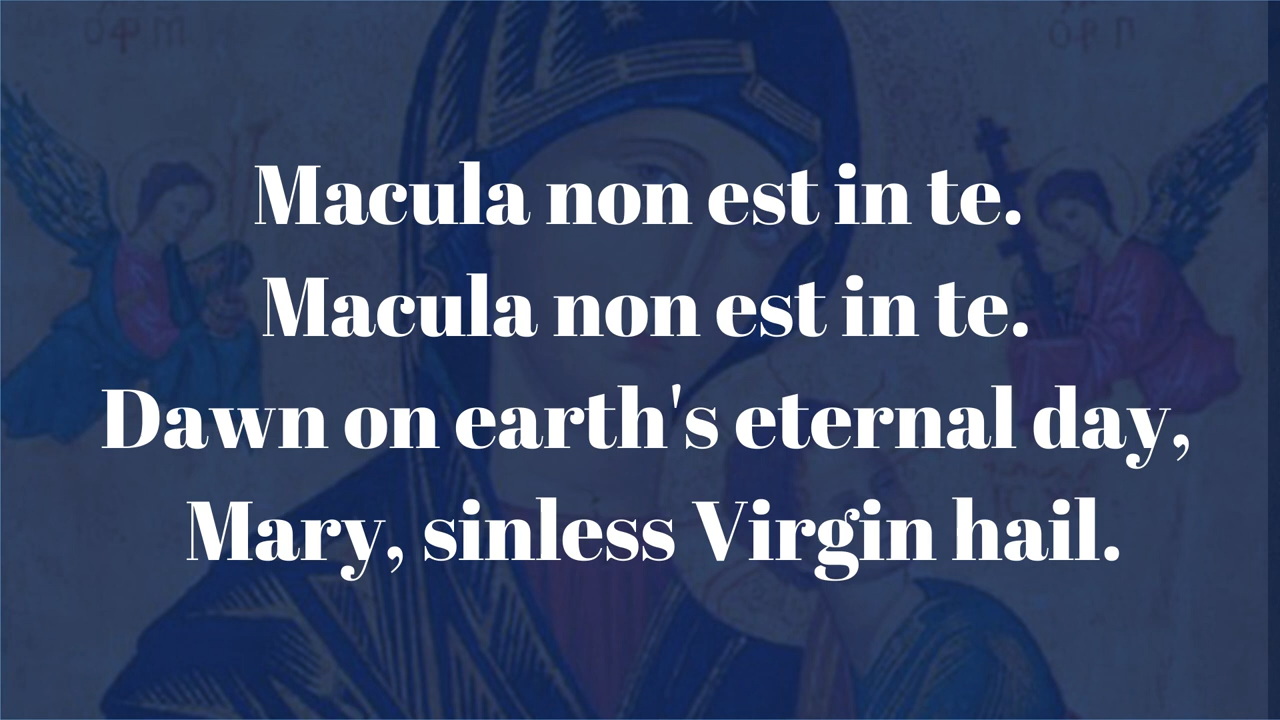 Macula non est in te.
Macula non est in te.
Dawn on earth's eternal day,
Mary, sinless Virgin hail.